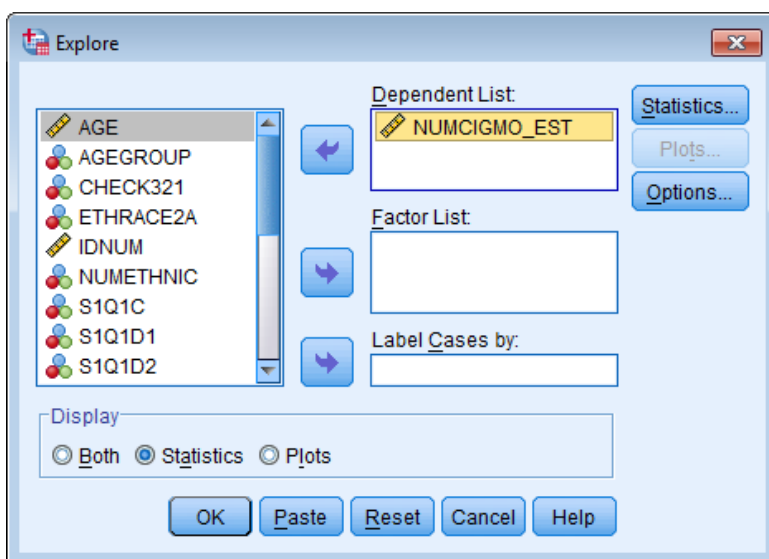 Explore
Dependent List:
NUMCIGMO_EST
Statistics...
Plots...
Options...
AGE
AGEGROUP
CHECK321
ETHRACE2A
IDNUM
NUMETHNIC
S1Q1C
S1Q1D1
S1Q1D2
Factor List:
Label Cases by:
Display
Both Statistics Plots
OK Paste Reset Cancel Help